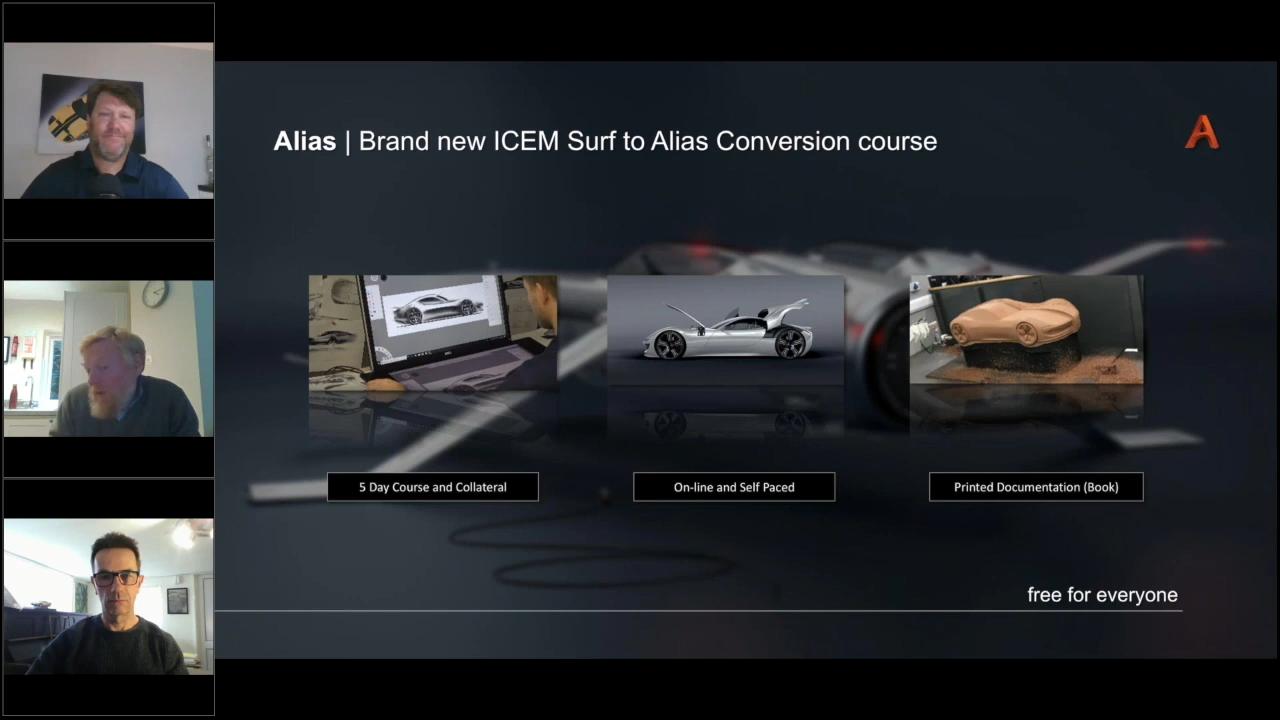 Alias | Brand new ICEM Surf to Alias Conversion course
5 Day Course and Collateral
On-line and Self Paced
Printed Documentation (Book)
free for everyone